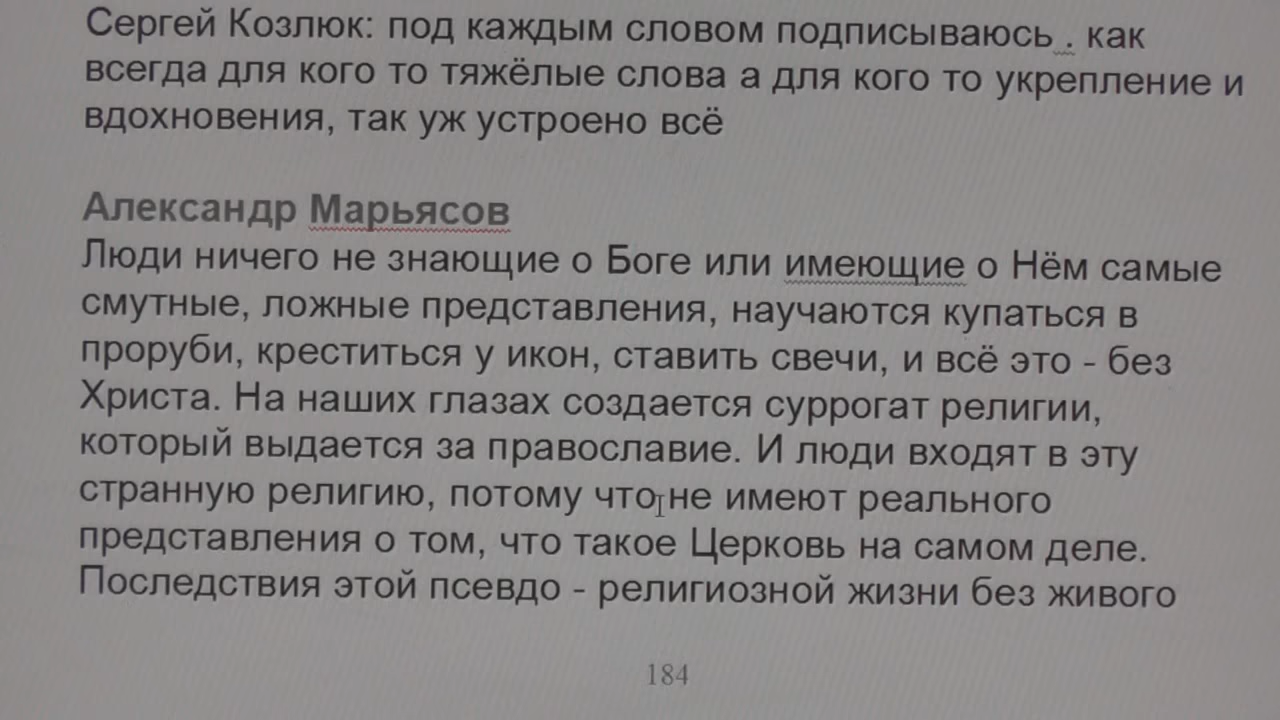 Сергей Козлюк: под каждым словом подписываюсь . как
всегда для кого то тяжёлые слова а для кого то укрепление и
вдохновения, так уж устроено всё
Александр Марьясов
Люди ничего не знающие о Боге или имеющие о Нём самые
смутные, ложные представления, научаются купаться в
проруби, креститься у икон, ставить свечи, и всё это - без
Христа. На наших глазах создается суррогат религии,
который выдается за православие. И люди входят в эту
странную религию, потому что не имеют реального
представления о том, что такое Церковь на самом деле.
Последствия этой псевдо - религиозной жизни без живого
184